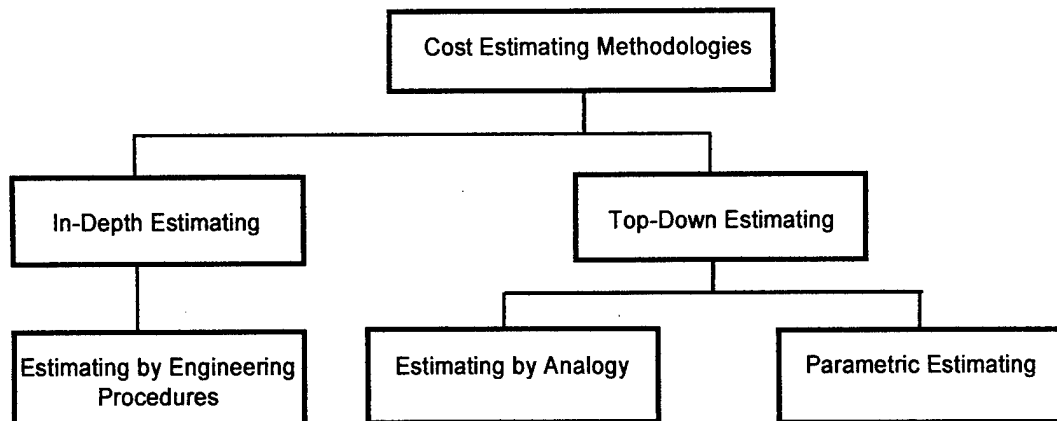 Cost Estimating Methodologies
In-Depth Estimating
Top-Down Estimating
Estimating by Engineering
Procedures
Estimating by Analogy
Parametric Estimating